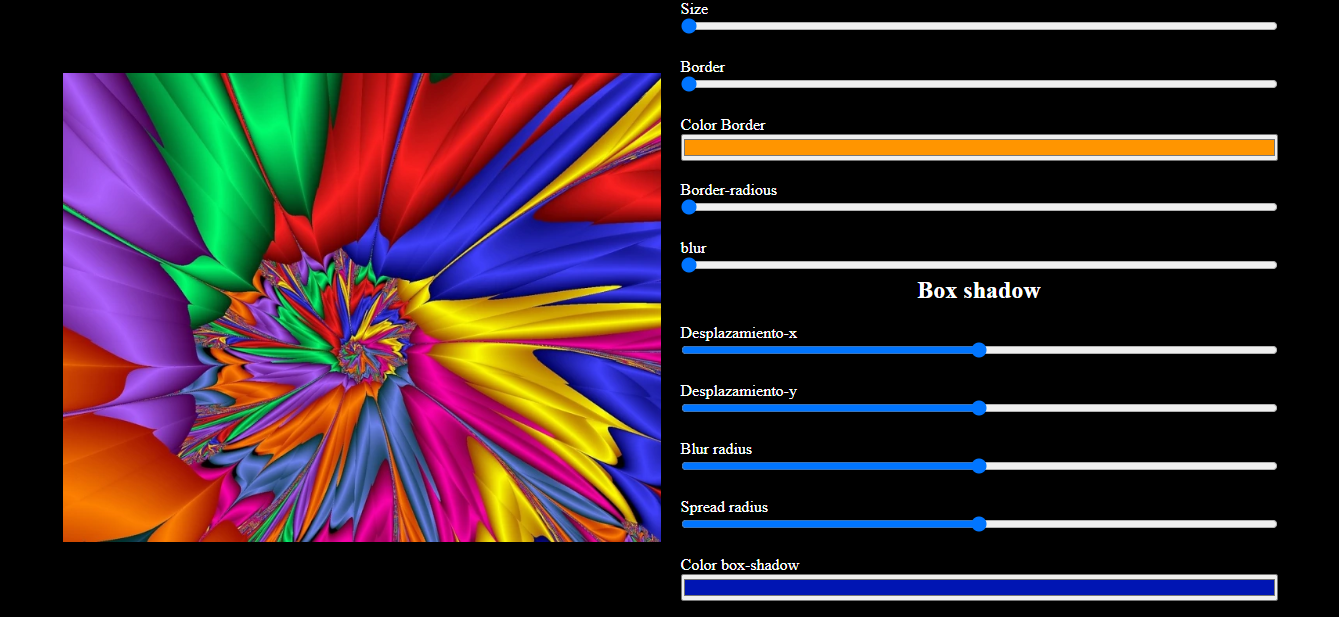 Size
Border
Color Border
Border-radious
blur
Box shadow
Desplazamiento-x
Desplazamiento-y
Blur radius
Spread radius
Color box-shadow